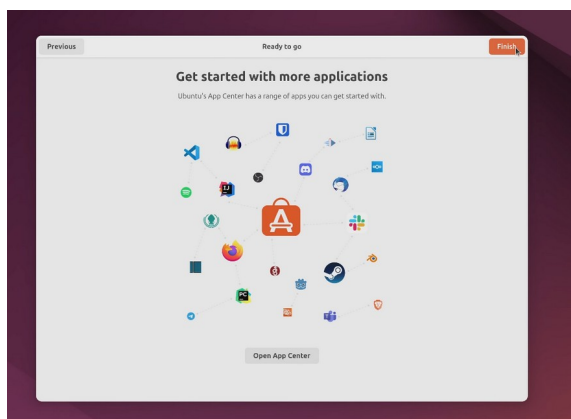 Previous
Ready to go
Finish
Get started with more applications
Ubuntu's App Center has a range of apps you can get started with.
Open App Center